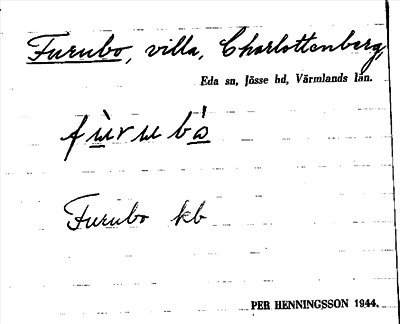 Furubo, villa, Charlottenberg,
Eda sn, Jösse hd, Värmlands län.
Furubo kb
PER HENNINGSSON 1944.